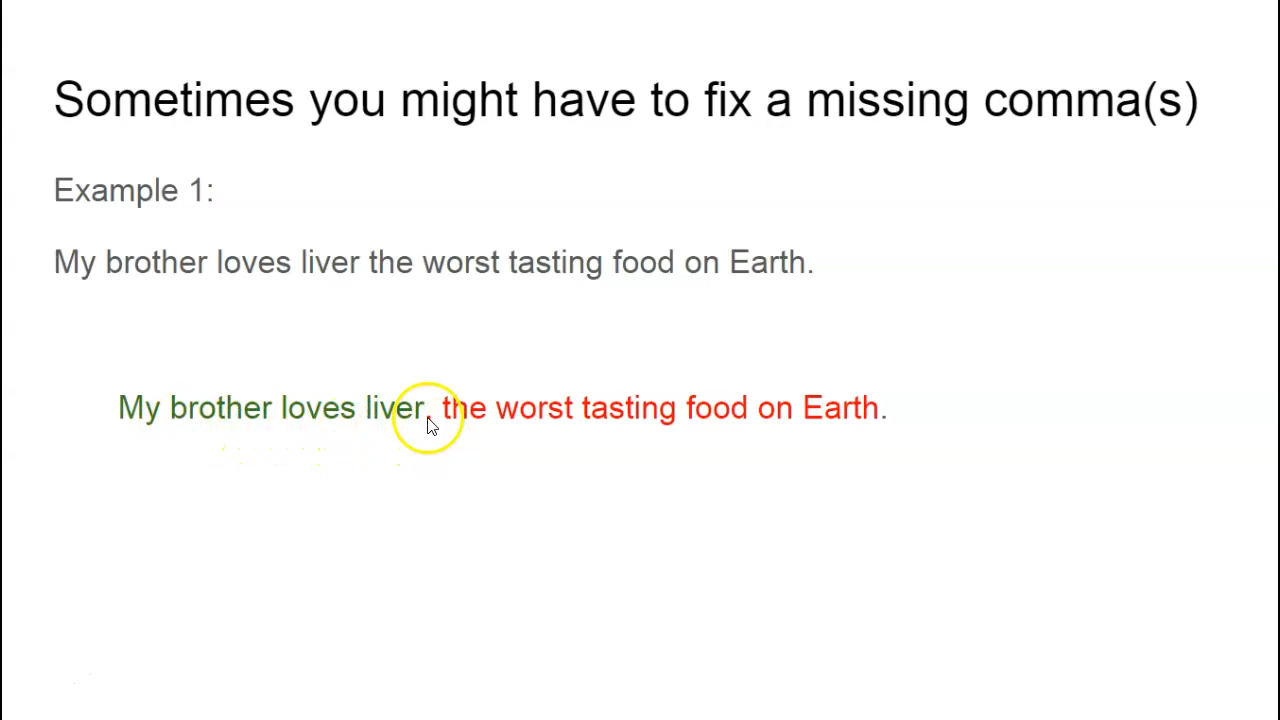 Sometimes you might have to fix a missing comma(s)
Example 1:
My brother loves liver the worst tasting food on Earth.
My brother loves liver, the worst tasting food on Earth.